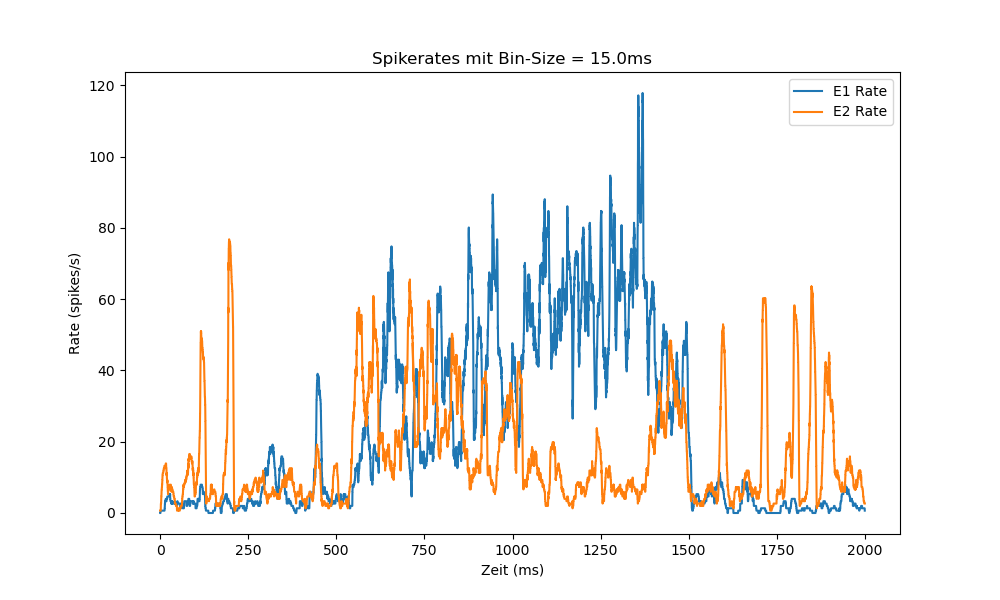 Spikerates mit Bin-Size = 15.0ms
E1 Rate
E2 Rate
120
100
80
60
40
20
0
Rate (spikes/s)
0 250 500 750 1000 1250 1500 1750 2000
Zeit (ms)